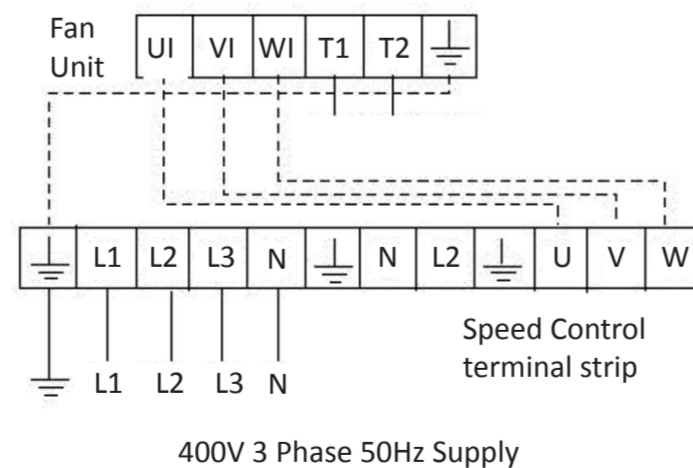 Fan
Unit
UI VI WI T1 T2
L1 L2 L3 N N L2 U V W
L1 L2 L3 N
Speed Control
terminal strip
400V 3 Phase 50Hz Supply